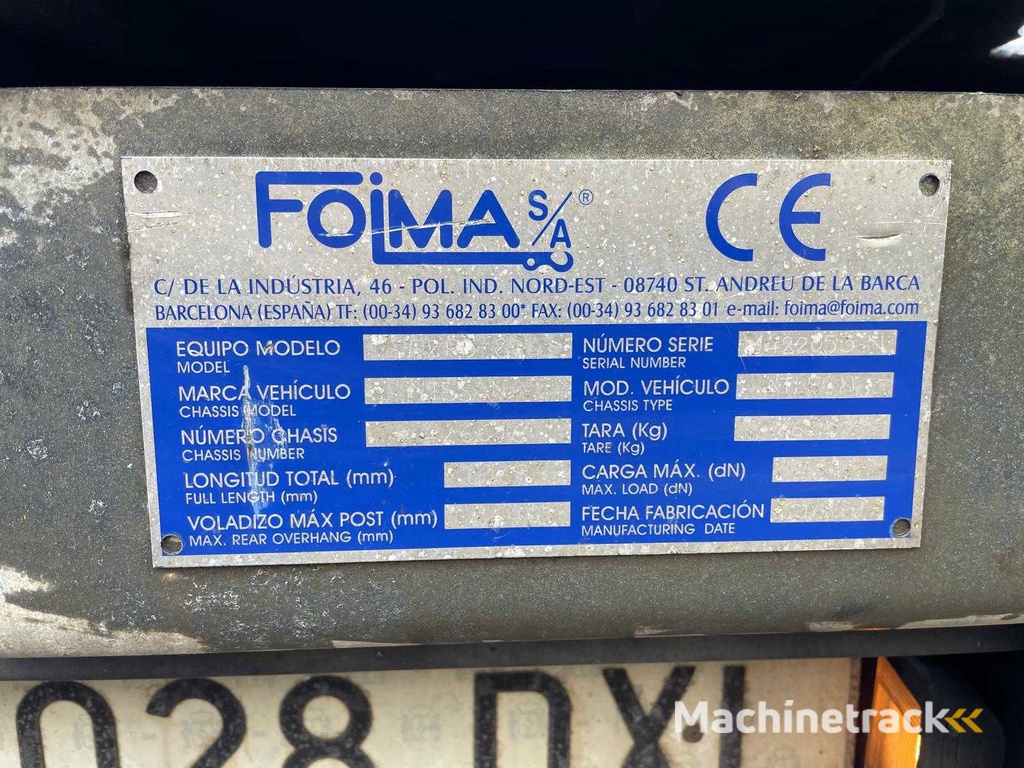 FOIMA S/A ® CE
C/ DE LA INDÚSTRIA, 46 - POL. IND. NORD-EST - 08740 ST. ANDREU DE LA BARCA
BARCELONA (ESPAÑA) TF: (00-34) 93 682 83 00* FAX: (00-34) 93 682 83 01 e-mail: foima@foima.com
EQUIPO MODELO
MODEL
NÚMERO SERIE
SERIAL NUMBER
MARCA VEHÍCULO
CHASSIS MODEL
MOD. VEHÍCULO
CHASSIS TYPE
NÚMERO CHASIS
CHASSIS NUMBER
TARA (Kg)
TARE (Kg)
LONGITUD TOTAL (mm)
FULL LENGTH (mm)
CARGA MÁX. (dN)
MAX. LOAD (dN)
VOLADIZO MÁX POST (mm)
MAX. REAR OVERHANG (mm)
FECHA FABRICACIÓN
MANUFACTURING DATE
028 DX
Machinetrack